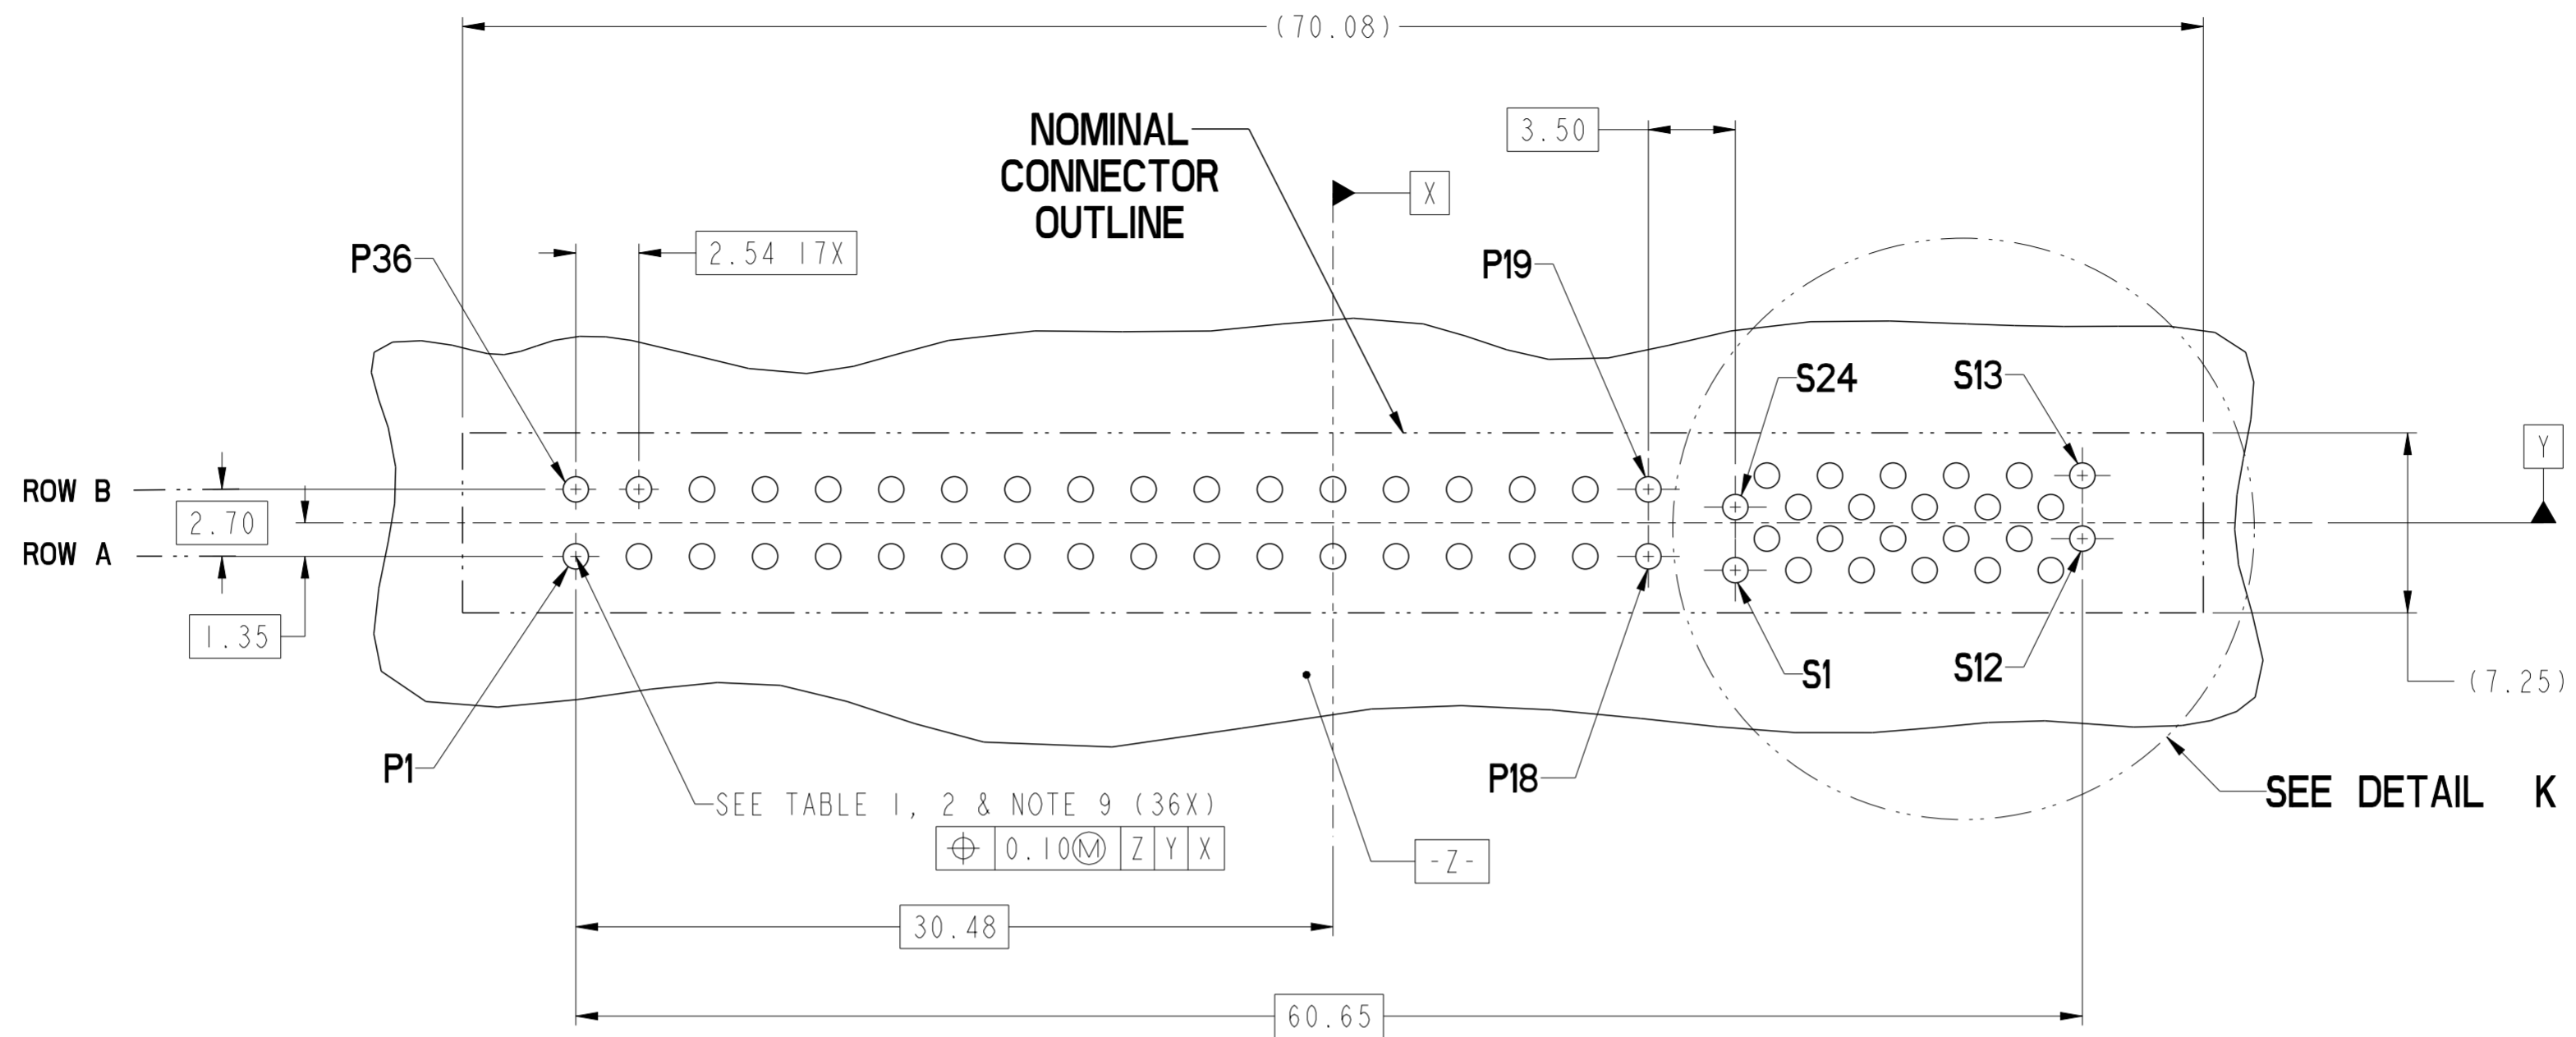 (70.08)
NOMINAL
CONNECTOR
OUTLINE
3.50
X
P36
2.54 17X
P19
S24
S13
Y
ROW B
2.70
ROW A
1.35
S1
S12
(7.25)
P1
P18
SEE TABLE 1, 2 & NOTE 9 (36X)
⌖ 0.10Ⓜ Z Y X
SEE DETAIL K
-Z-
30.48
60.65